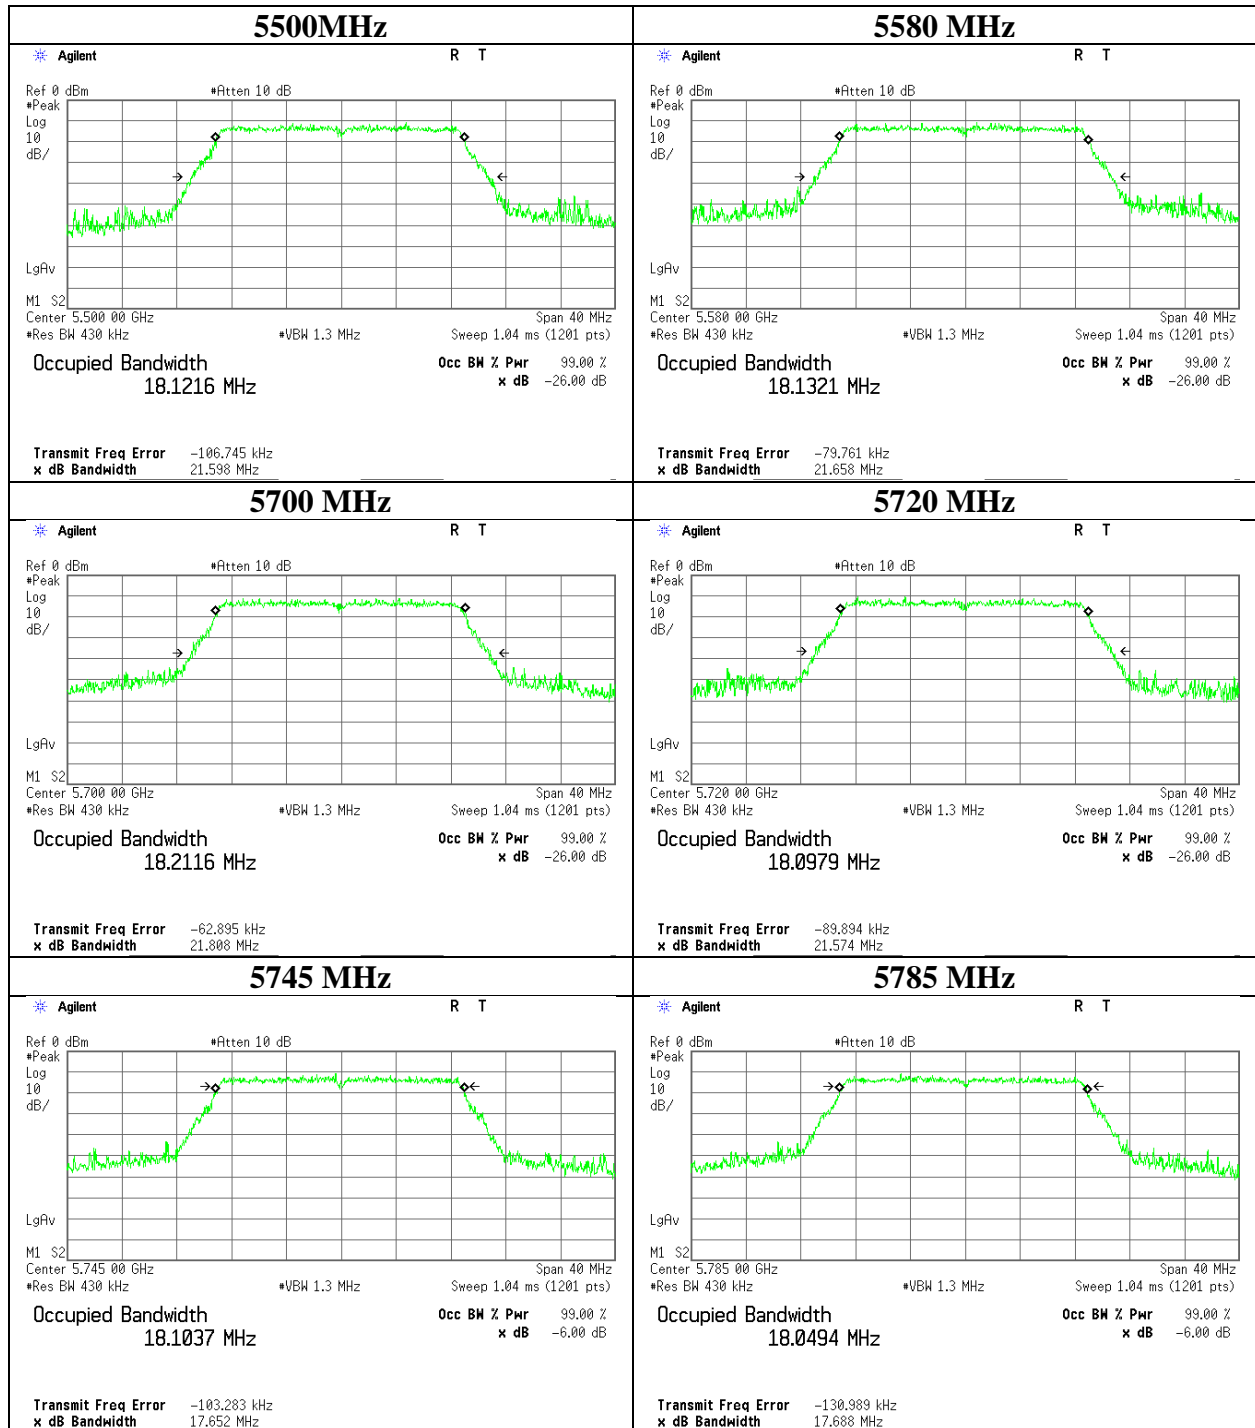 5500MHz
5580 MHz
Agilent R T
Ref 0 dBm #Atten 10 dB
#Peak
Log
10
dB/
LgAv
M1 S2
Center 5.500 00 GHz Span 40 MHz
#Res BW 430 kHz #VBW 1.3 MHz Sweep 1.04 ms (1201 pts)
Occupied Bandwidth Occ BW % Pwr 99.00 %
18.1216 MHz x dB -26.00 dB
Transmit Freq Error -106.745 kHz
x dB Bandwidth 21.598 MHz
Agilent R T
Ref 0 dBm #Atten 10 dB
#Peak
Log
10
dB/
LgAv
M1 S2
Center 5.580 00 GHz Span 40 MHz
#Res BW 430 kHz #VBW 1.3 MHz Sweep 1.04 ms (1201 pts)
Occupied Bandwidth Occ BW % Pwr 99.00 %
18.1321 MHz x dB -26.00 dB
Transmit Freq Error -79.761 kHz
x dB Bandwidth 21.658 MHz
5700 MHz
5720 MHz
Agilent R T
Ref 0 dBm #Atten 10 dB
#Peak
Log
10
dB/
LgAv
M1 S2
Center 5.700 00 GHz Span 40 MHz
#Res BW 430 kHz #VBW 1.3 MHz Sweep 1.04 ms (1201 pts)
Occupied Bandwidth Occ BW % Pwr 99.00 %
18.2116 MHz x dB -26.00 dB
Transmit Freq Error -62.895 kHz
x dB Bandwidth 21.808 MHz
Agilent R T
Ref 0 dBm #Atten 10 dB
#Peak
Log
10
dB/
LgAv
M1 S2
Center 5.720 00 GHz Span 40 MHz
#Res BW 430 kHz #VBW 1.3 MHz Sweep 1.04 ms (1201 pts)
Occupied Bandwidth Occ BW % Pwr 99.00 %
18.0979 MHz x dB -26.00 dB
Transmit Freq Error -89.894 kHz
x dB Bandwidth 21.574 MHz
5745 MHz
5785 MHz
Agilent R T
Ref 0 dBm #Atten 10 dB
#Peak
Log
10
dB/
LgAv
M1 S2
Center 5.745 00 GHz Span 40 MHz
#Res BW 430 kHz #VBW 1.3 MHz Sweep 1.04 ms (1201 pts)
Occupied Bandwidth Occ BW % Pwr 99.00 %
18.1037 MHz x dB -6.00 dB
Transmit Freq Error -103.283 kHz
x dB Bandwidth 17.652 MHz
Agilent R T
Ref 0 dBm #Atten 10 dB
#Peak
Log
10
dB/
LgAv
M1 S2
Center 5.785 00 GHz Span 40 MHz
#Res BW 430 kHz #VBW 1.3 MHz Sweep 1.04 ms (1201 pts)
Occupied Bandwidth Occ BW % Pwr 99.00 %
18.0494 MHz x dB -6.00 dB
Transmit Freq Error -130.989 kHz
x dB Bandwidth 17.688 MHz